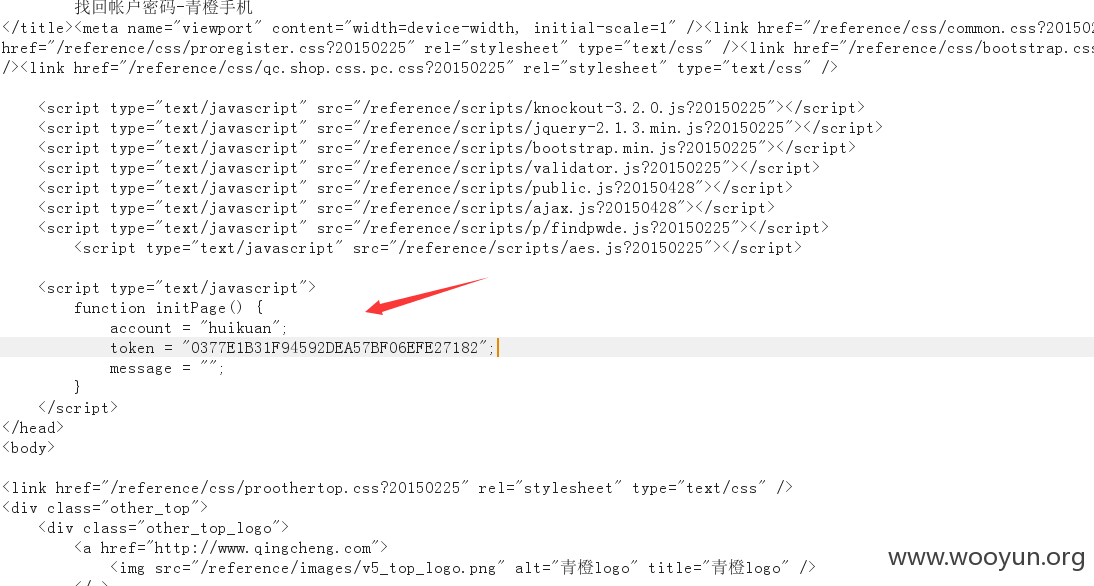 找回帐户密码-青橙手机
</title><meta name="viewport" content="width=device-width, initial-scale=1" /><link href="/reference/css/common.css?20150
href="/reference/css/proregister.css?20150225" rel="stylesheet" type="text/css" /><link href="/reference/css/bootstrap.cs
/><link href="/reference/css/qc.shop.css.pc.css?20150225" rel="stylesheet" type="text/css" />
<script type="text/javascript" src="/reference/scripts/knockout-3.2.0.js?20150225"></script>
<script type="text/javascript" src="/reference/scripts/jquery-2.1.3.min.js?20150225"></script>
<script type="text/javascript" src="/reference/scripts/bootstrap.min.js?20150225"></script>
<script type="text/javascript" src="/reference/scripts/validator.js?20150225"></script>
<script type="text/javascript" src="/reference/scripts/public.js?20150428"></script>
<script type="text/javascript" src="/reference/scripts/ajax.js?20150428"></script>
<script type="text/javascript" src="/reference/scripts/p/findpwde.js?20150225"></script>
<script type="text/javascript" src="/reference/scripts/aes.js?20150225"></script>
<script type="text/javascript">
function initPage() {
account = "huikuan";
token = "0377E1B31F94592DEA57BF06EFE27182";
message = "";
}
</script>
</head>
<body>
<link href="/reference/css/proothertop.css?20150225" rel="stylesheet" type="text/css" />
<div class="other_top">
<div class="other_top_logo">
<a href="http://www.qingcheng.com">
<img src="/reference/images/v5_top_logo.png" alt="青橙logo" title="青橙logo" />
www.wooyun.org